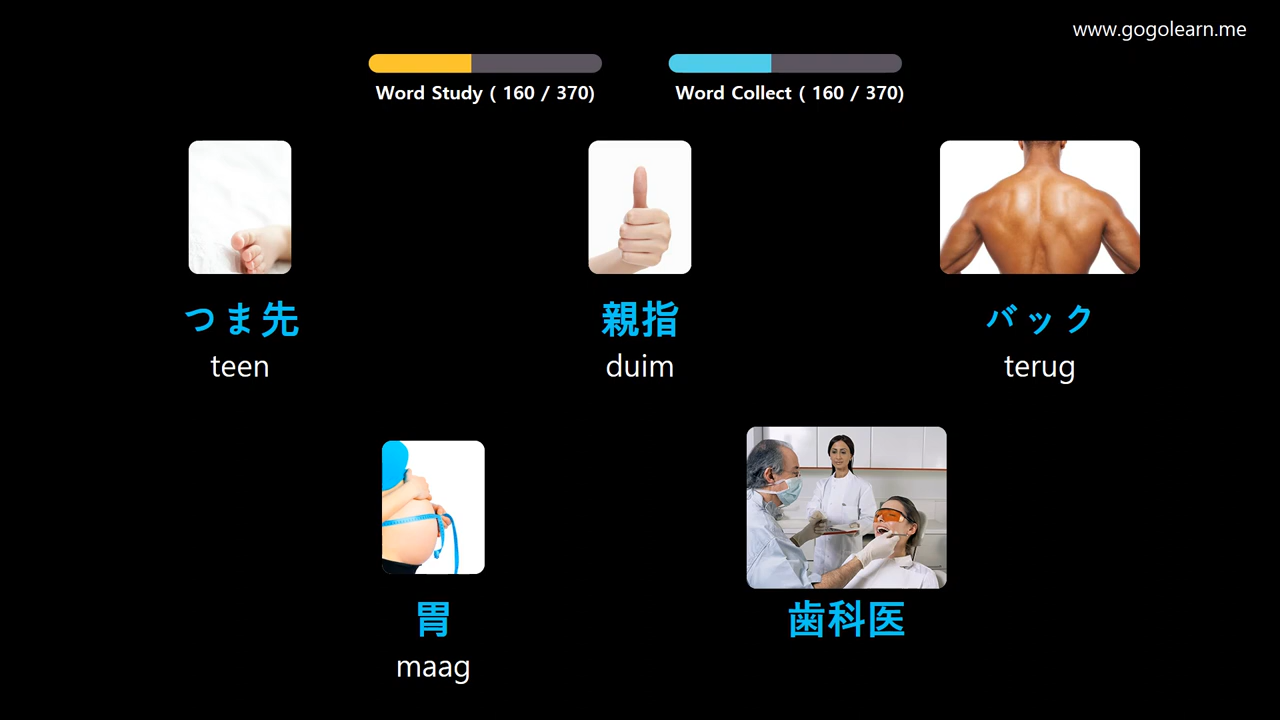 www.gogolearn.me
Word Study ( 160 / 370)
Word Collect ( 160 / 370)
つま先
teen
親指
duim
バック
terug
胃
maag
歯科医